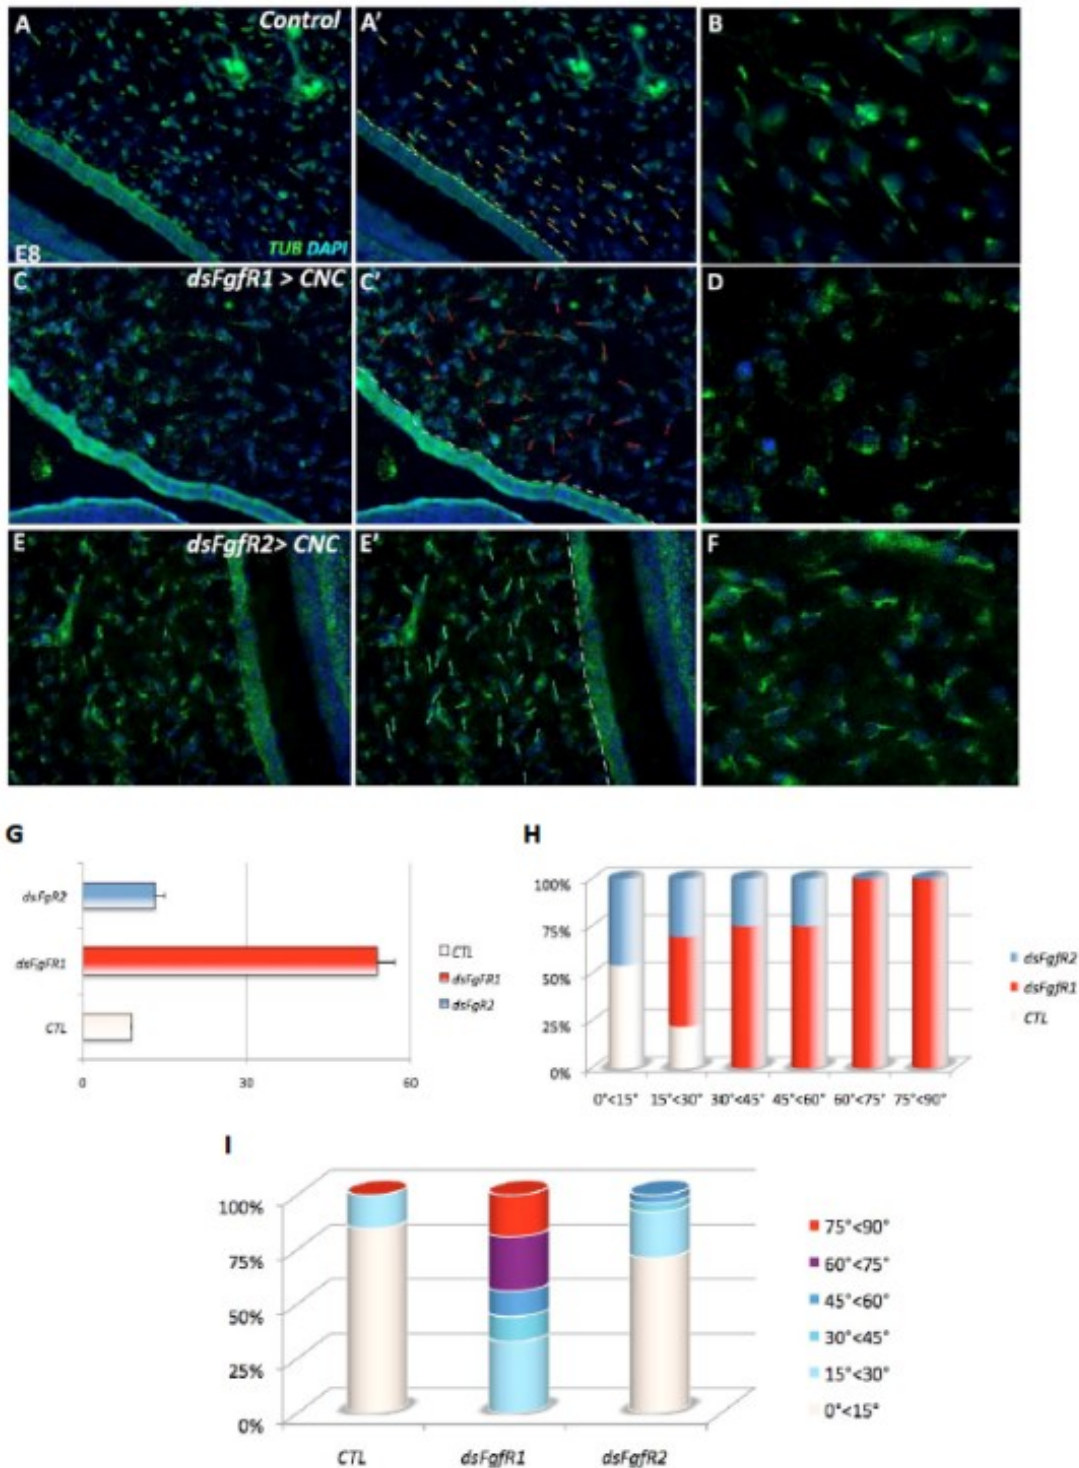 A Control
A'
B
E8 TUB DAPI
C dsFgfR1 > CNC
C'
D
E dsFgfR2> CNC
E'
F
G
dsFgR2
dsFgFR1
CTL
0 30 60
CTL
dsFgFR1
dsFgR2
H
100%
75%
50%
25%
0%
0°<15° 15°<30° 30°<45° 45°<60° 60°<75° 75°<90°
dsFgfR2
dsFgfR1
CTL
I
100%
75%
50%
25%
0%
CTL dsFgfR1 dsFgfR2
75°<90°
60°<75°
45°<60°
30°<45°
15°<30°
0°<15°